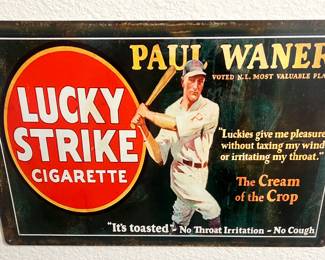 PAUL WANER
VOTED N.L. MOST VALUABLE
LUCKY
STRIKE
CIGARETTE
"Luckies give me pleasure
without taxing my wind
or irritating my throat."
The Cream
of the Crop
"It's toasted" - No Throat Irritation - No Cough